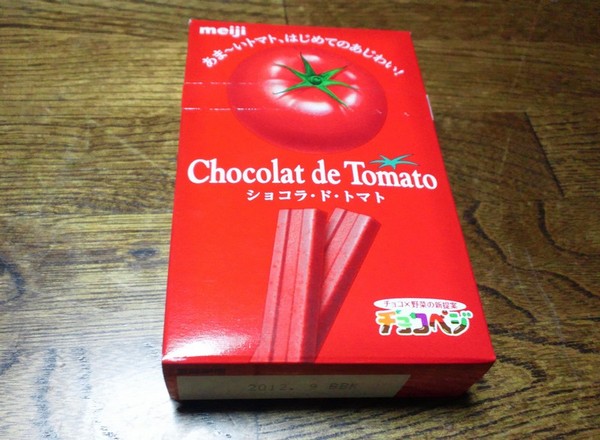 meiji
あま～いトマト、はじめてのあじわい!
Chocolat de Tomato
ショコラ・ド・トマト
チョコ×野菜の新提案
チョコベジ
2012. 9